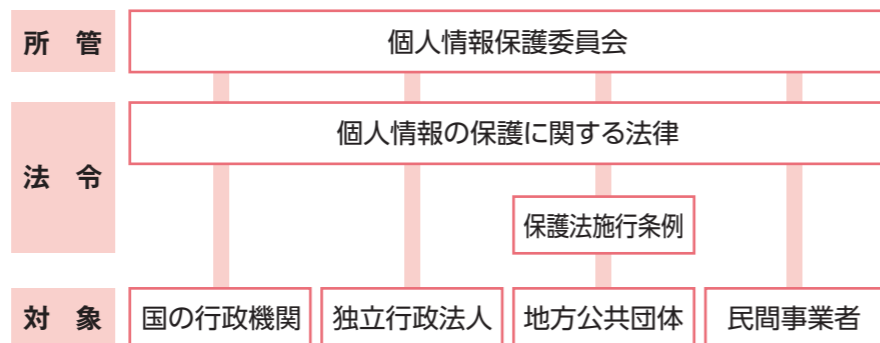 所　管
個人情報保護委員会
法　令
個人情報の保護に関する法律
保護法施行条例
対　象
国の行政機関
独立行政法人
地方公共団体
民間事業者